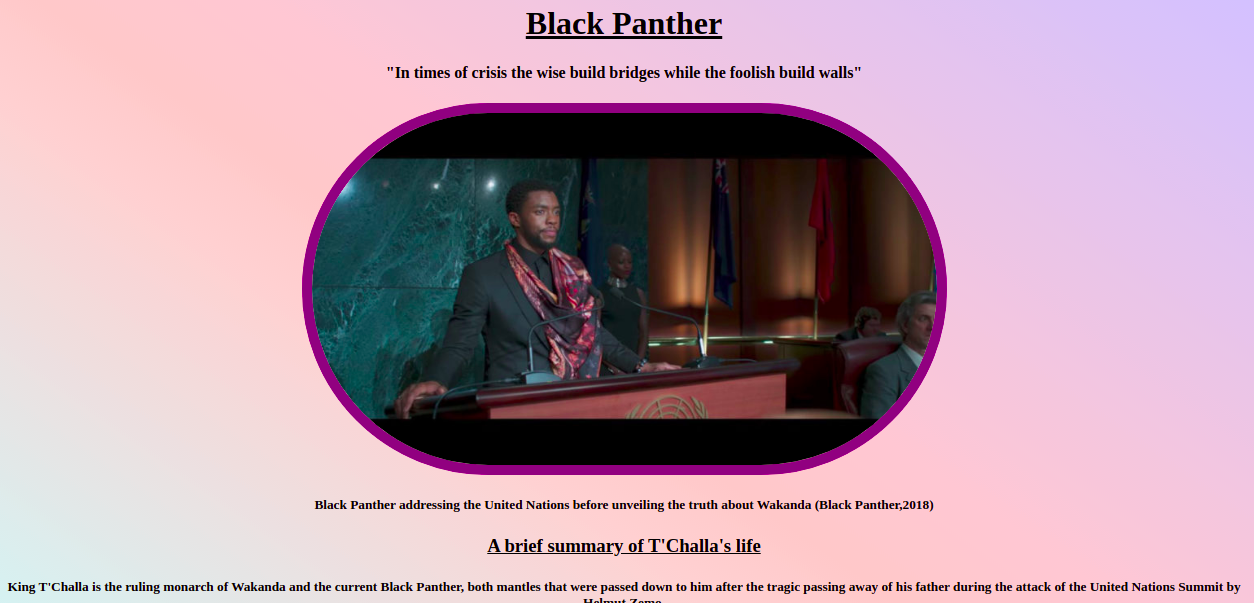 Black Panther
"In times of crisis the wise build bridges while the foolish build walls"
Black Panther addressing the United Nations before unveiling the truth about Wakanda (Black Panther,2018)
A brief summary of T'Challa's life
King T'Challa is the ruling monarch of Wakanda and the current Black Panther, both mantles that were passed down to him after the tragic passing away of his father during the attack of the United Nations Summit by
Helmut Zemo